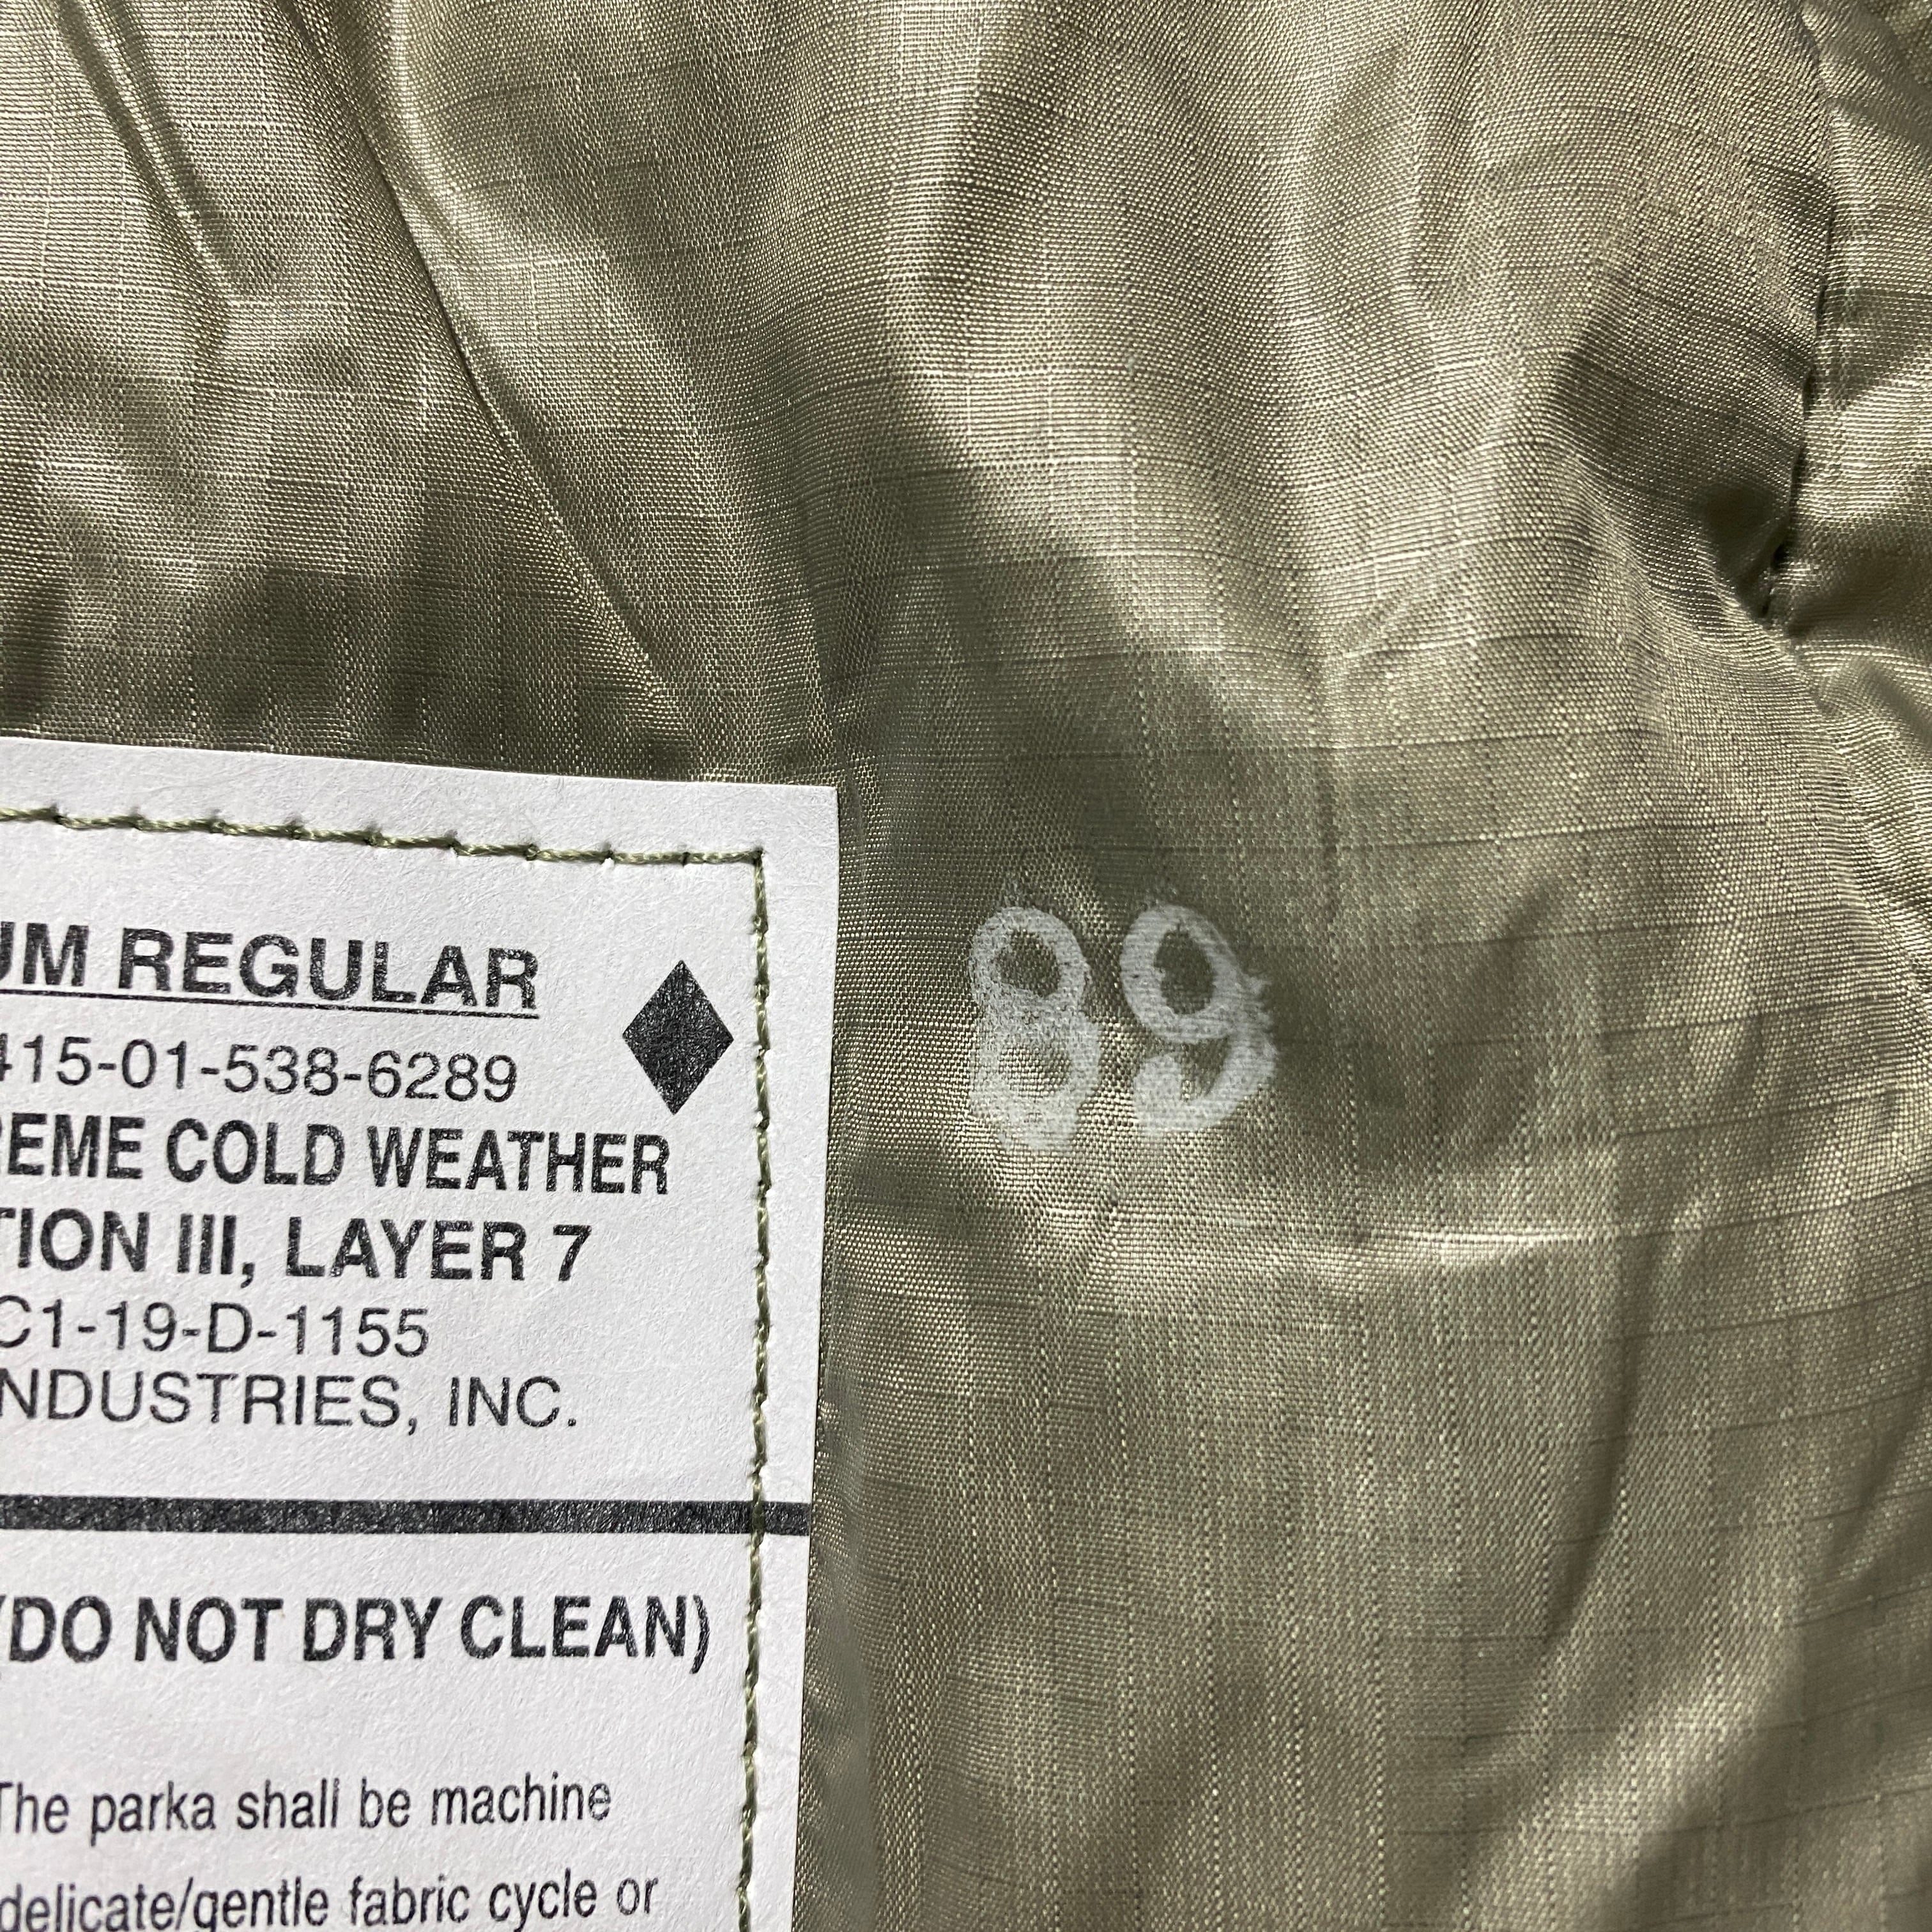 UM REGULAR
415-01-538-6289
REME COLD WEATHER
TION III, LAYER 7
C1-19-D-1155
NDUSTRIES, INC.
89
(DO NOT DRY CLEAN)
The parka shall be machine
delicate/gentle fabric cycle or